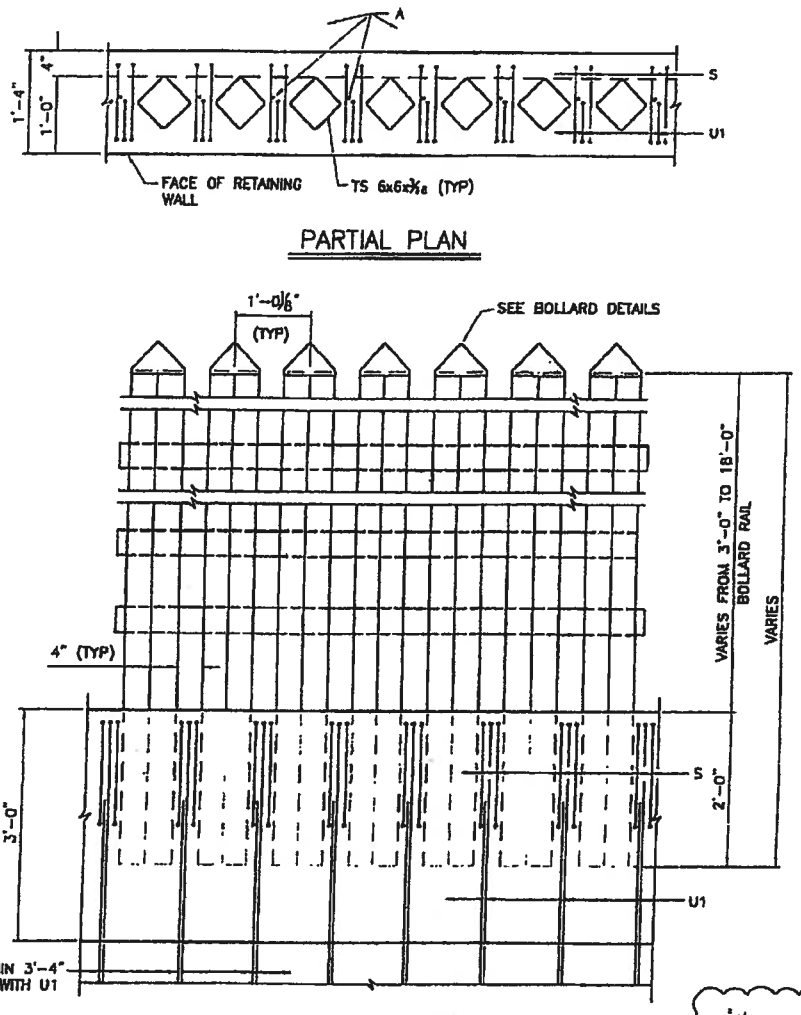 A
4"
1'-4"
1'-0"
S
U1
FACE OF RETAINING
WALL
TS 6x6x3/16 (TYP)
PARTIAL PLAN
1'-0 1/8"
(TYP)
SEE BOLLARD DETAILS
VARIES FROM 3'-0" TO 18'-0"
BOLLARD RAIL
VARIES
4" (TYP)
S
2'-0"
3'-0"
U1
IN 3'-4"
WITH U1